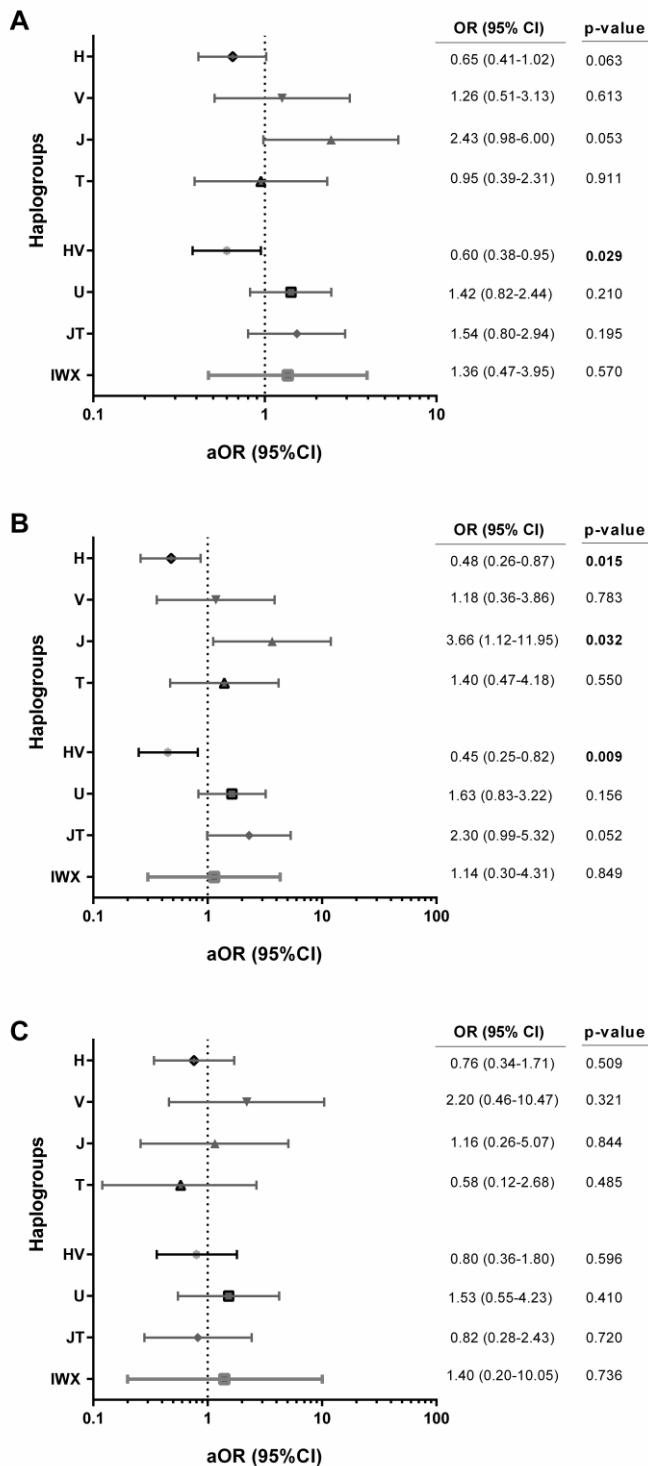 A
OR (95% CI) p-value
H 0.65 (0.41-1.02) 0.063
V 1.26 (0.51-3.13) 0.613
J 2.43 (0.98-6.00) 0.053
T 0.95 (0.39-2.31) 0.911
Haplogroups
HV 0.60 (0.38-0.95) 0.029
U 1.42 (0.82-2.44) 0.210
JT 1.54 (0.80-2.94) 0.195
IWX 1.36 (0.47-3.95) 0.570
0.1 1 10
aOR (95%CI)
B
OR (95% CI) p-value
H 0.48 (0.26-0.87) 0.015
V 1.18 (0.36-3.86) 0.783
J 3.66 (1.12-11.95) 0.032
T 1.40 (0.47-4.18) 0.550
Haplogroups
HV 0.45 (0.25-0.82) 0.009
U 1.63 (0.83-3.22) 0.156
JT 2.30 (0.99-5.32) 0.052
IWX 1.14 (0.30-4.31) 0.849
0.1 1 10 100
aOR (95%CI)
C
OR (95% CI) p-value
H 0.76 (0.34-1.71) 0.509
V 2.20 (0.46-10.47) 0.321
J 1.16 (0.26-5.07) 0.844
T 0.58 (0.12-2.68) 0.485
Haplogroups
HV 0.80 (0.36-1.80) 0.596
U 1.53 (0.55-4.23) 0.410
JT 0.82 (0.28-2.43) 0.720
IWX 1.40 (0.20-10.05) 0.736
0.1 1 10 100
aOR (95%CI)